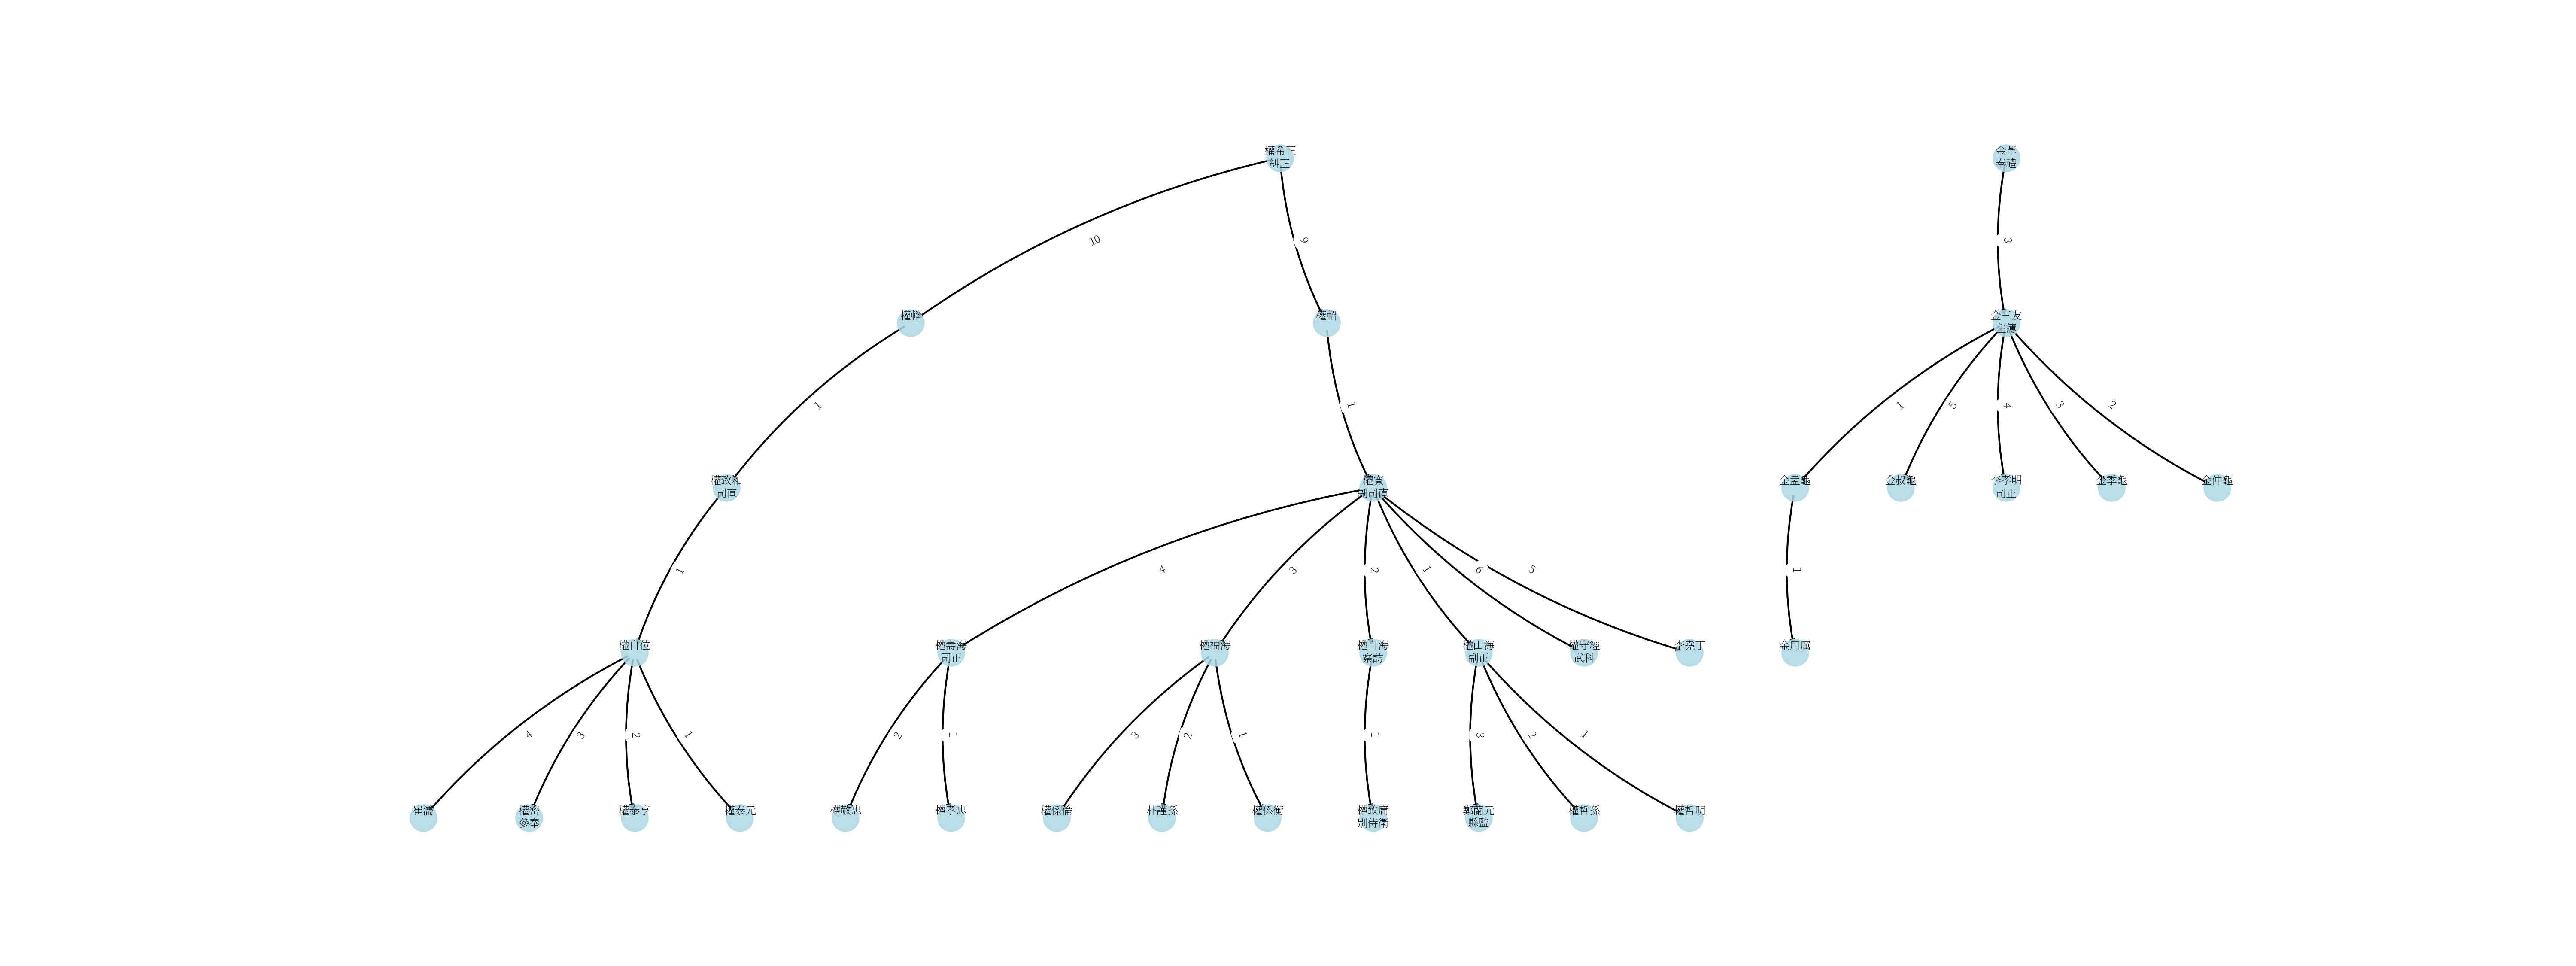 權希正
糾正
金革
奉禮
10
9
3
權轠
權軺
金三友
主簿
1
1
1
5
4
3
2
權致和
司直
權寬
副司直
金孟龜
金叔龜
李孝明
司正
金季龜
金仲龜
1
4
3
2
1
6
5
1
權自位
權壽海
司正
權福海
權自海
察訪
權山海
副正
權守經
武科
李堯丁
金用厲
4
3
2
1
2
1
3
2
1
1
3
2
1
崔濡
權密
參奉
權泰亨
權泰元
權敬忠
權孝忠
權係倫
朴謹孫
權係衡
權致庸
別侍衛
鄭蘭元
縣監
權哲孫
權哲明